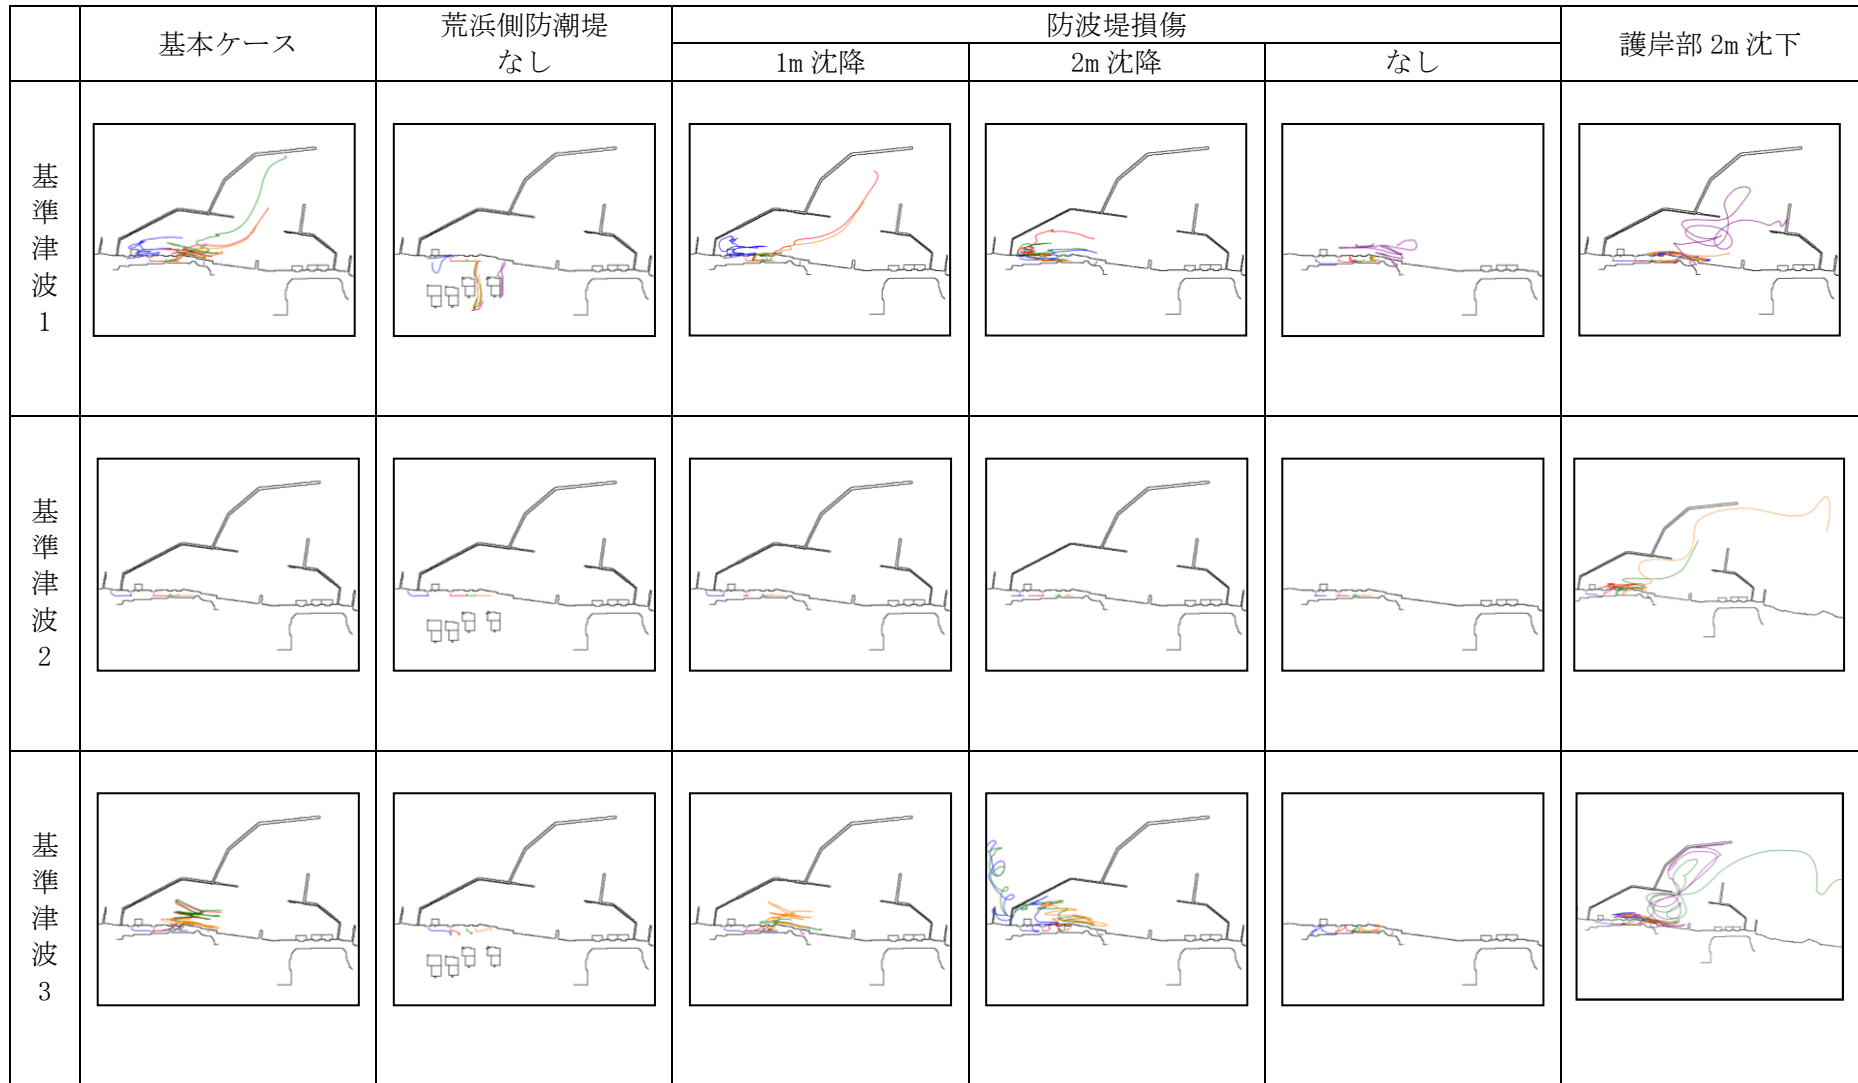 基本ケース
荒浜側防潮堤
なし
防波堤損傷
1m 沈降
2m 沈降
なし
護岸部 2m 沈下
基準津波1
基準津波2
基準津波3